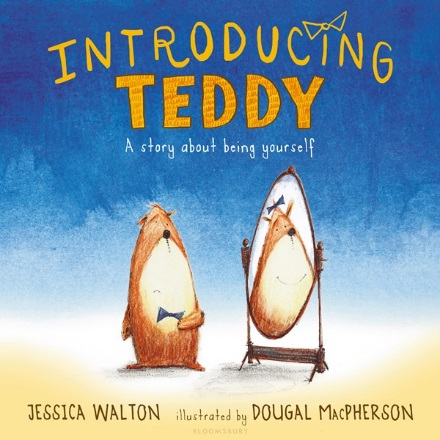 INTRODUCING
TEDDY
A story about being yourself
JESSICA WALTON illustrated by DOUGAL MACPHERSON
BLOOMSBURY